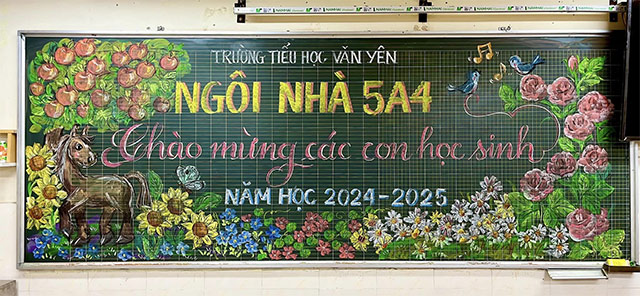 TRƯỜNG TIỂU HỌC VĂN YÊN
NGÔI NHÀ 5A4
Chào mừng các con học sinh
NĂM HỌC 2024-2025